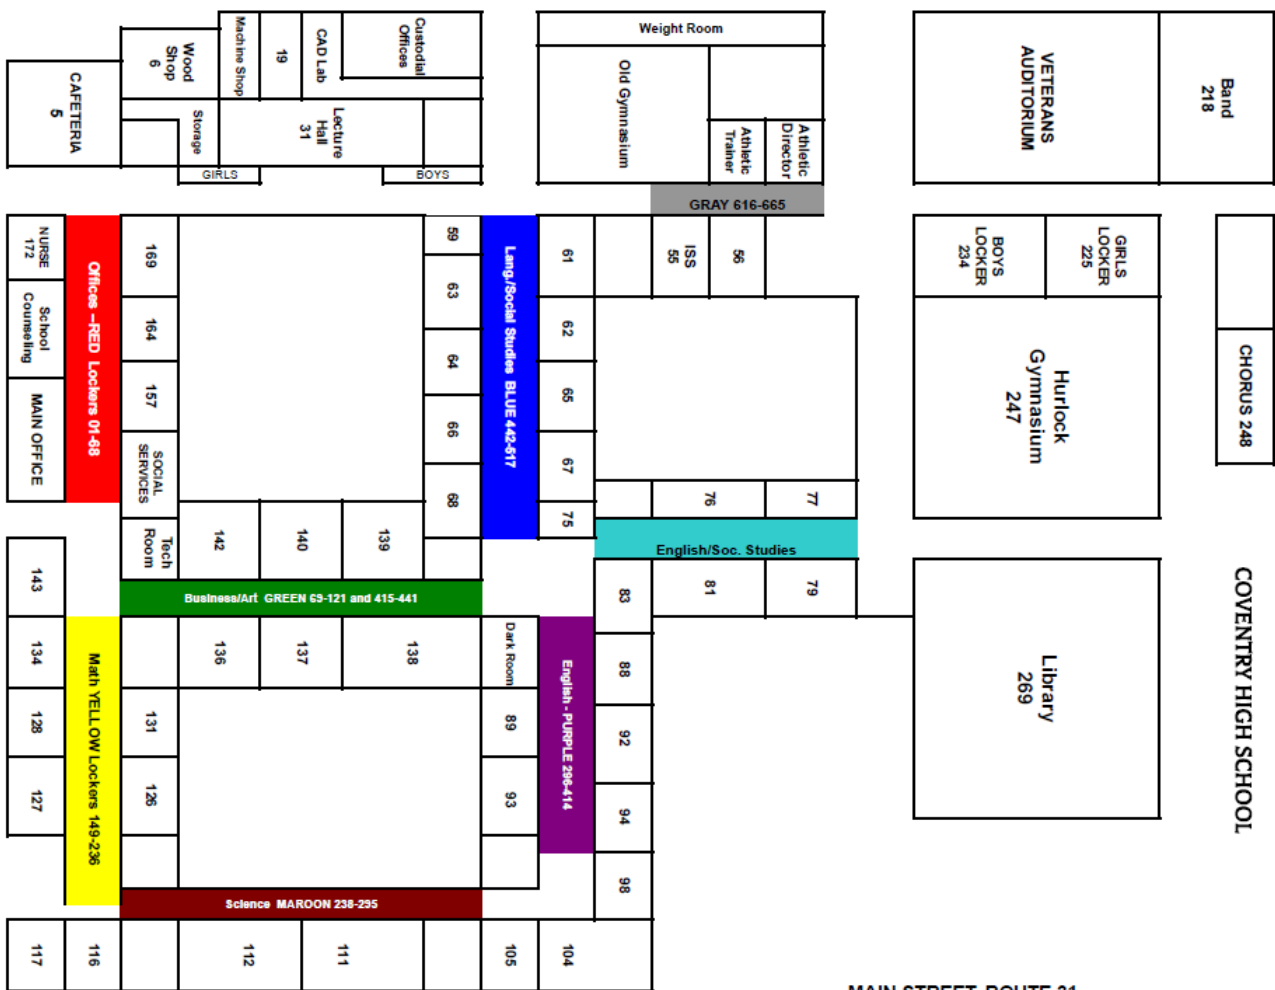 Weight Room
Custodial
Offices
CAD Lab
19
Machine Shop
Wood
Shop
6
CAFETERIA
5
Storage
Lecture
Hall
31
GIRLS
BOYS
Old Gymnasium
Athletic
Trainer
Athletic
Director
VETERANS
AUDITORIUM
Band
218
GRAY 616-665
NURSE
172
School
Counseling
MAIN OFFICE
Offices –RED Lockers 01-68
169
164
157
SOCIAL
SERVICES
Tech
Room
142
140
139
59
63
64
66
68
Lang./Social Studies BLUE 442-517
61
62
65
67
75
ISS
55
56
76
77
English/Soc. Studies
81
79
BOYS
LOCKER
234
GIRLS
LOCKER
225
Hurlock
Gymnasium
247
CHORUS 248
COVENTRY HIGH SCHOOL
Library
269
Business/Art GREEN 69-121 and 415-441
143
134
128
127
Math YELLOW Lockers 149-236
131
126
136
137
138
Dark Room
89
93
English - PURPLE 296-414
83
88
92
94
98
Science MAROON 238-295
117
116
112
111
105
104